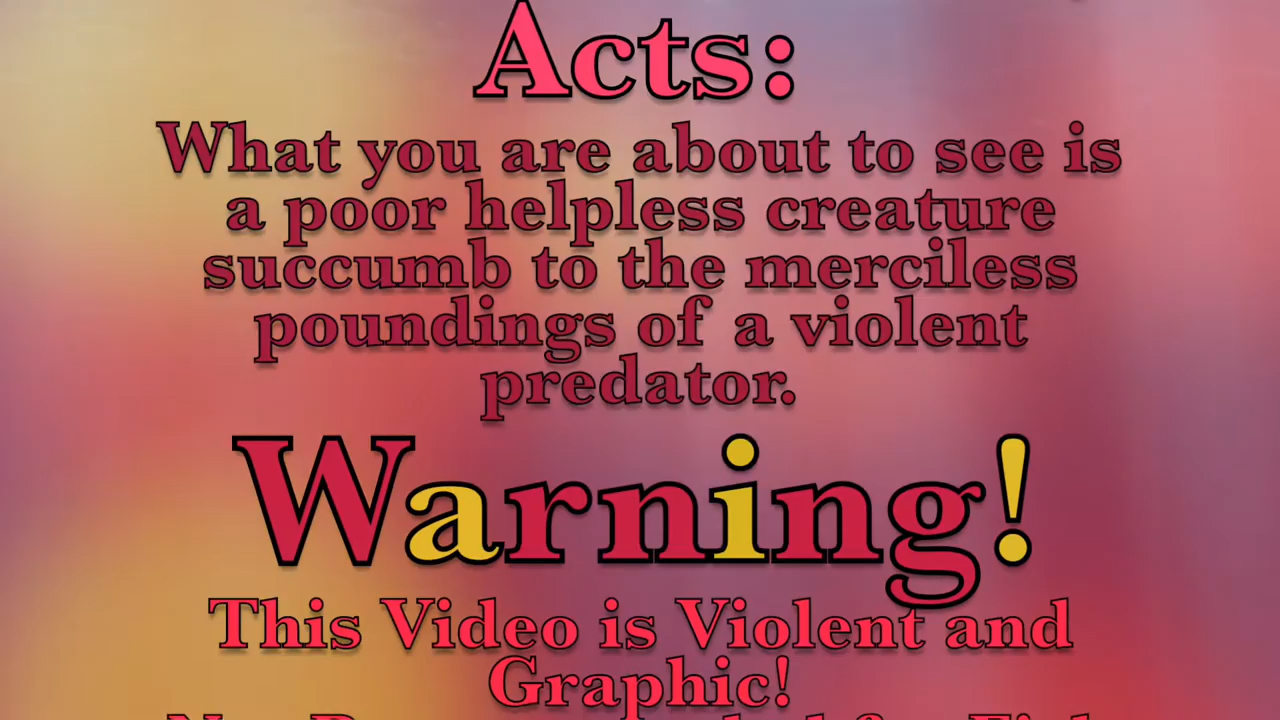 Acts:
What you are about to see is
a poor helpless creature
succumb to the merciless
poundings of a violent
predator.
Warning!
This Video is Violent and
Graphic!